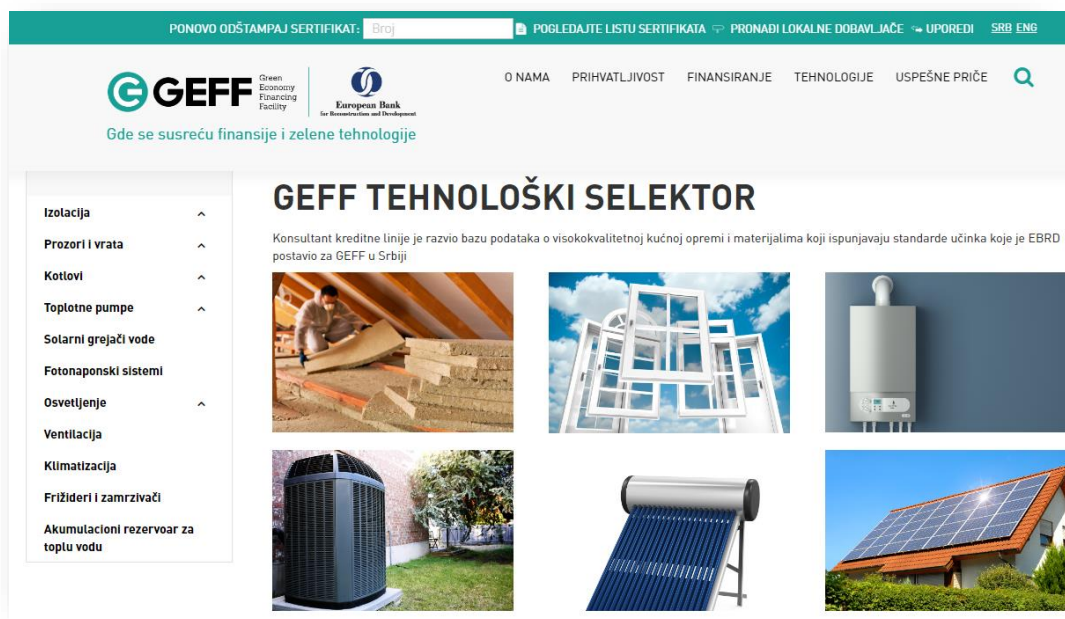 PONOVO ODŠTAMPAJ SERTIFIKAT: Broj POGLEDAJTE LISTU SERTIFIKATA PRONAĐI LOKALNE DOBAVLJAČE UPOREDI SRB ENG
GEFF
Green
Economy
Financing
Facility
European Bank
for Reconstruction and Development
Gde se susreću finansije i zelene tehnologije
O NAMA PRIHVATLJIVOST FINANSIRANJE TEHNOLOGIJE USPEŠNE PRIČE
Izolacija
Prozori i vrata
Kotlovi
Toplotne pumpe
Solarni grejači vode
Fotonaponski sistemi
Osvetljenje
Ventilacija
Klimatizacija
Frižideri i zamrzivači
Akumulacioni rezervoar za
toplu vodu
GEFF TEHNOLOŠKI SELEKTOR
Konsultant kreditne linije je razvio bazu podataka o visokokvalitetnoj kućnoj opremi i materijalima koji ispunjavaju standarde učinka koje je EBRD
postavio za GEFF u Srbiji